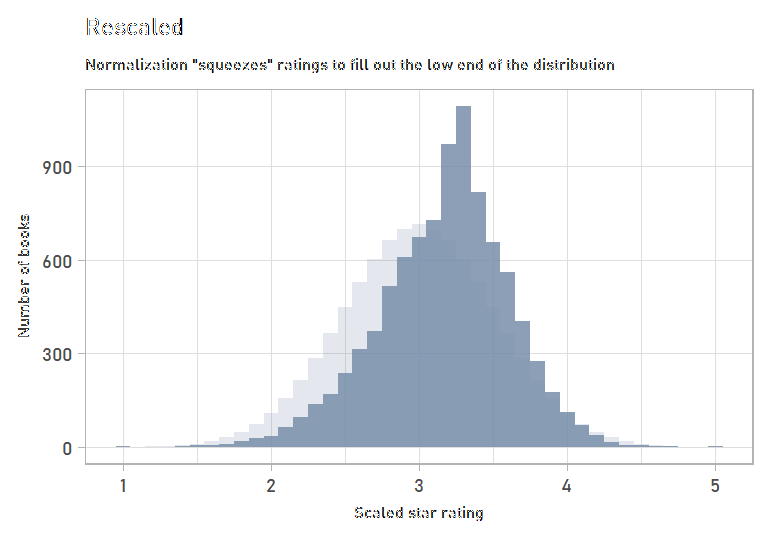 Rescaled
Normalization "squeezes" ratings to fill out the low end of the distribution
Number of books
900
600
300
0
1 2 3 4 5
Scaled star rating